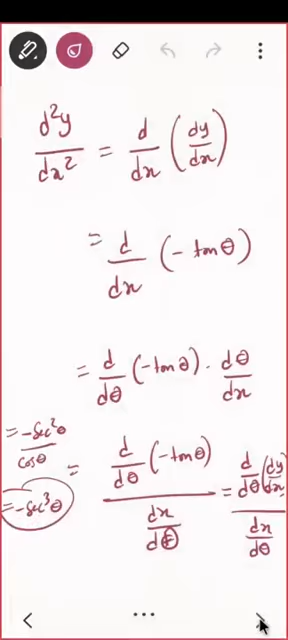 d²y/dx² = d/dx (dy/dx)
= d/dx (- tanθ)
= d/dθ (-tanθ) · dθ/dx
= (d/dθ (-tanθ))/(dx/dθ) = (d/dθ (dy/dx))/(dx/dθ)
= -sec²θ/cosθ
= -sec³θ